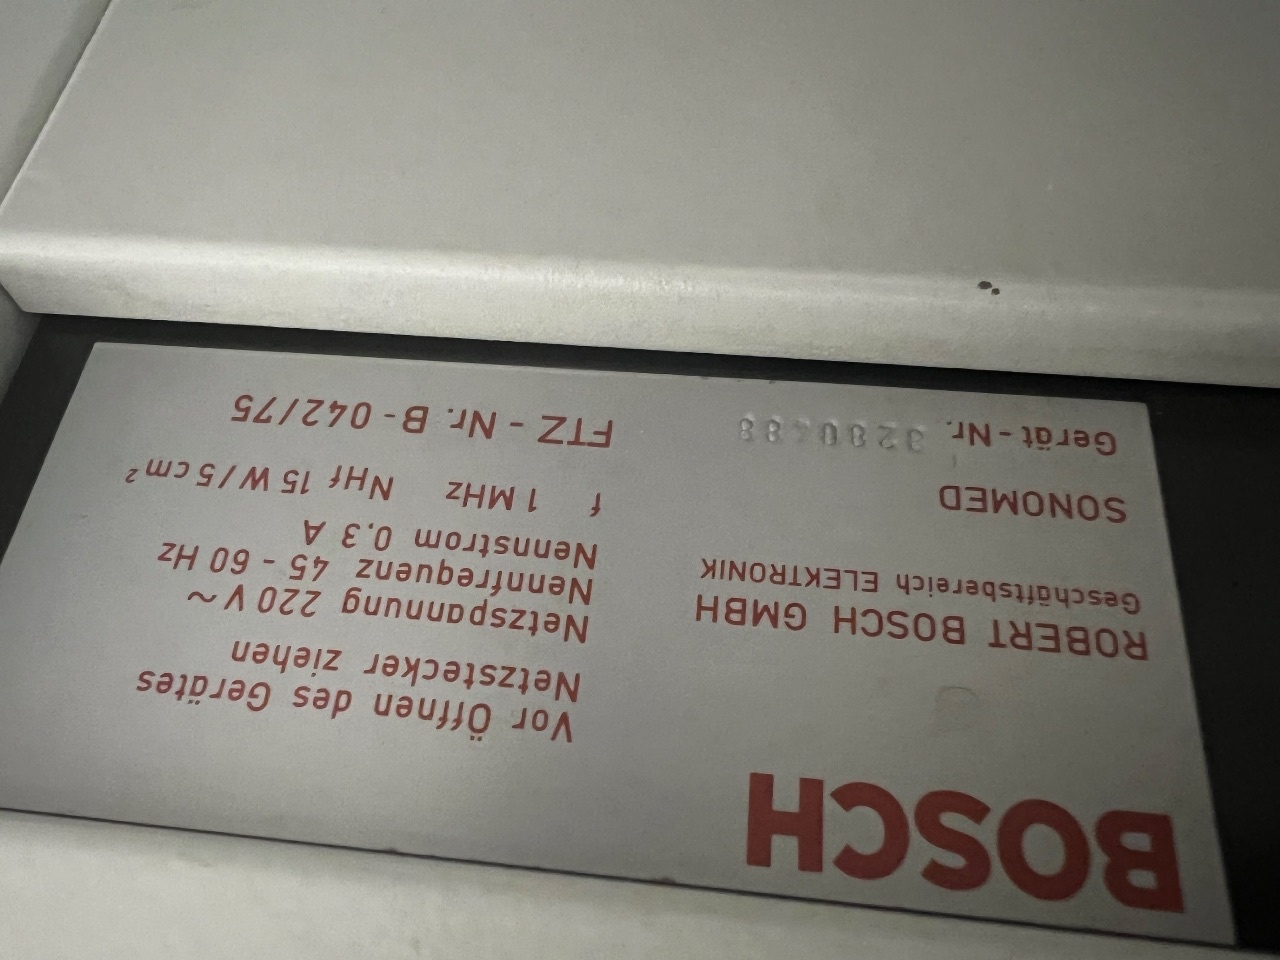 BOSCH
ROBERT BOSCH GMBH
Geschäftsbereich ELEKTRONIK
SONOMED
Gerät-Nr.
Vor Öffnen des Gerätes
Netzstecker ziehen
Netzspannung 220 V ~
Nennfrequenz 45 - 60 Hz
Nennstrom 0,3 A
f 1 MHz NHf 15 W/5 cm²
FTZ - Nr. B-042/75